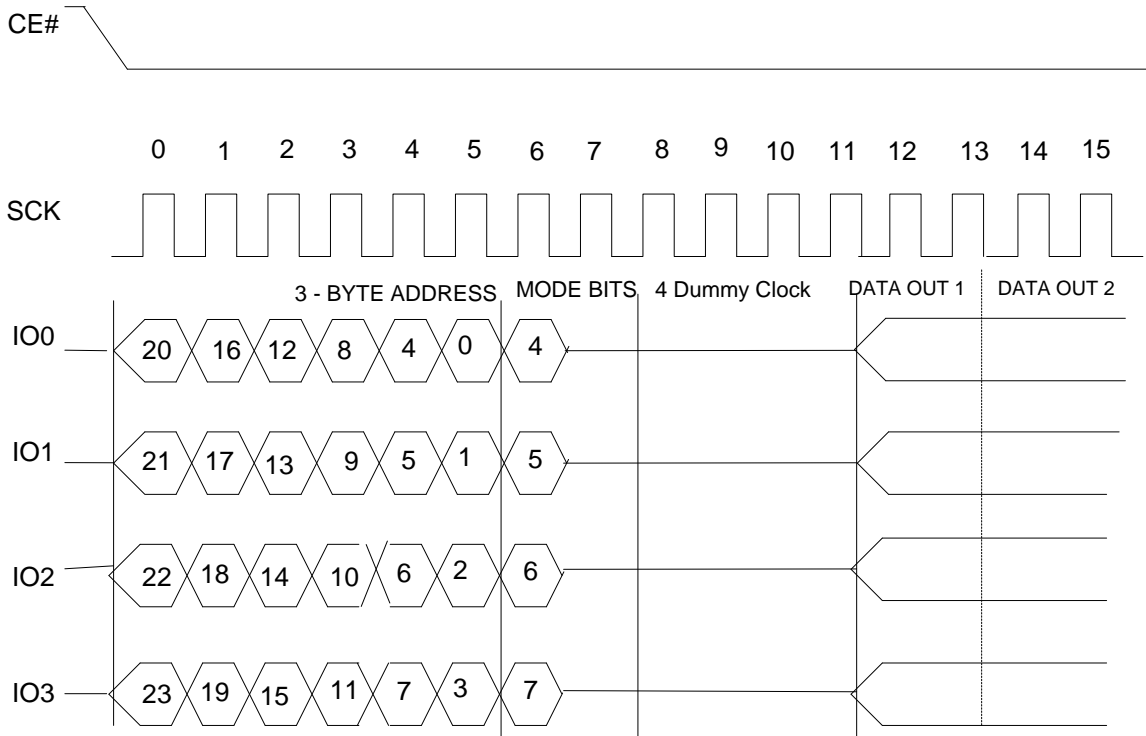 CE#
0 1 2 3 4 5 6 7 8 9 10 11 12 13 14 15
SCK
3 - BYTE ADDRESS MODE BITS 4 Dummy Clock DATA OUT 1 DATA OUT 2
IO0 20 16 12 8 4 0 4
IO1 21 17 13 9 5 1 5
IO2 22 18 14 10 6 2 6
IO3 23 19 15 11 7 3 7